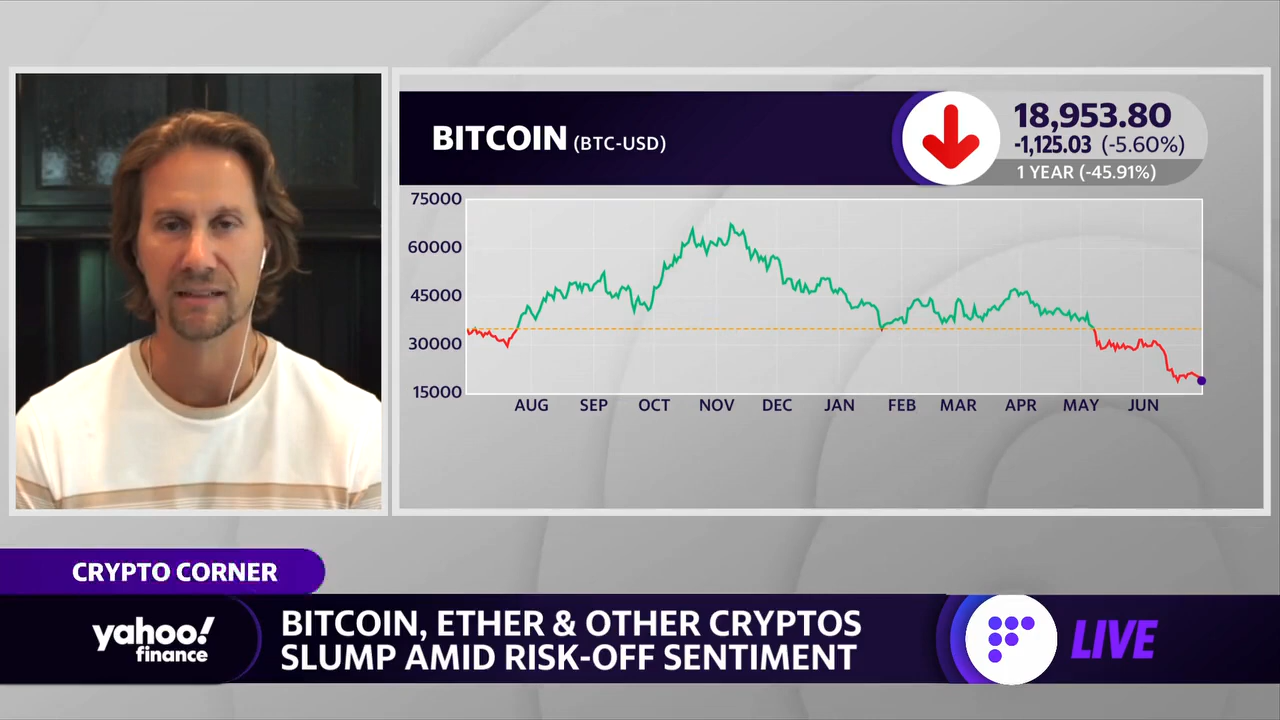 BITCOIN (BTC-USD)
18,953.80
-1,125.03 (-5.60%)
1 YEAR (-45.91%)
75000
60000
45000
30000
15000
AUG SEP OCT NOV DEC JAN FEB MAR APR MAY JUN
CRYPTO CORNER
yahoo!
finance
BITCOIN, ETHER & OTHER CRYPTOS
SLUMP AMID RISK-OFF SENTIMENT
LIVE